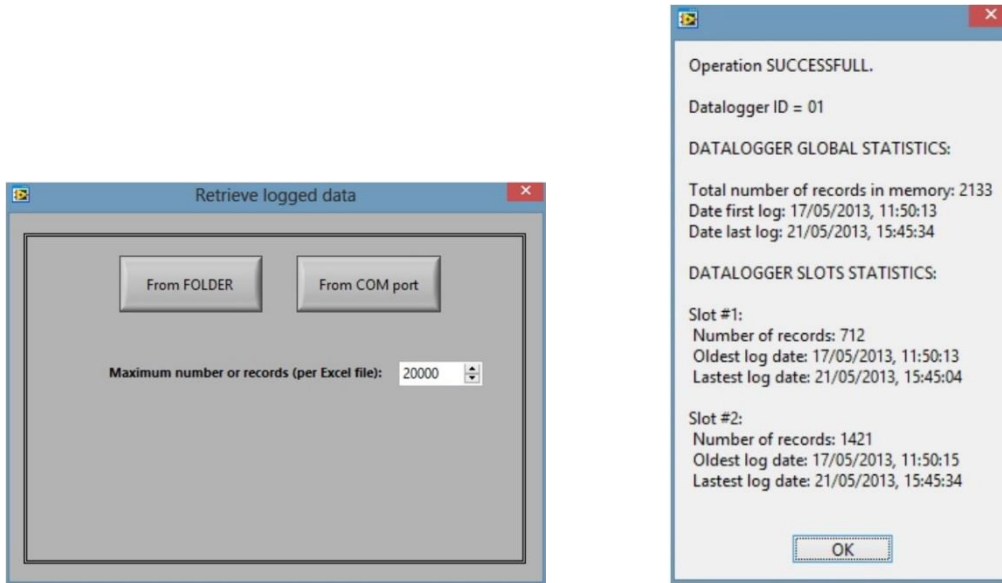 Retrieve logged data
From FOLDER
From COM port
Maximum number or records (per Excel file):
20000
Operation SUCCESSFULL.
Datalogger ID = 01
DATALOGGER GLOBAL STATISTICS:
Total number of records in memory: 2133
Date first log: 17/05/2013, 11:50:13
Date last log: 21/05/2013, 15:45:34
DATALOGGER SLOTS STATISTICS:
Slot #1:
Number of records: 712
Oldest log date: 17/05/2013, 11:50:13
Lastest log date: 21/05/2013, 15:45:04
Slot #2:
Number of records: 1421
Oldest log date: 17/05/2013, 11:50:15
Lastest log date: 21/05/2013, 15:45:34
OK